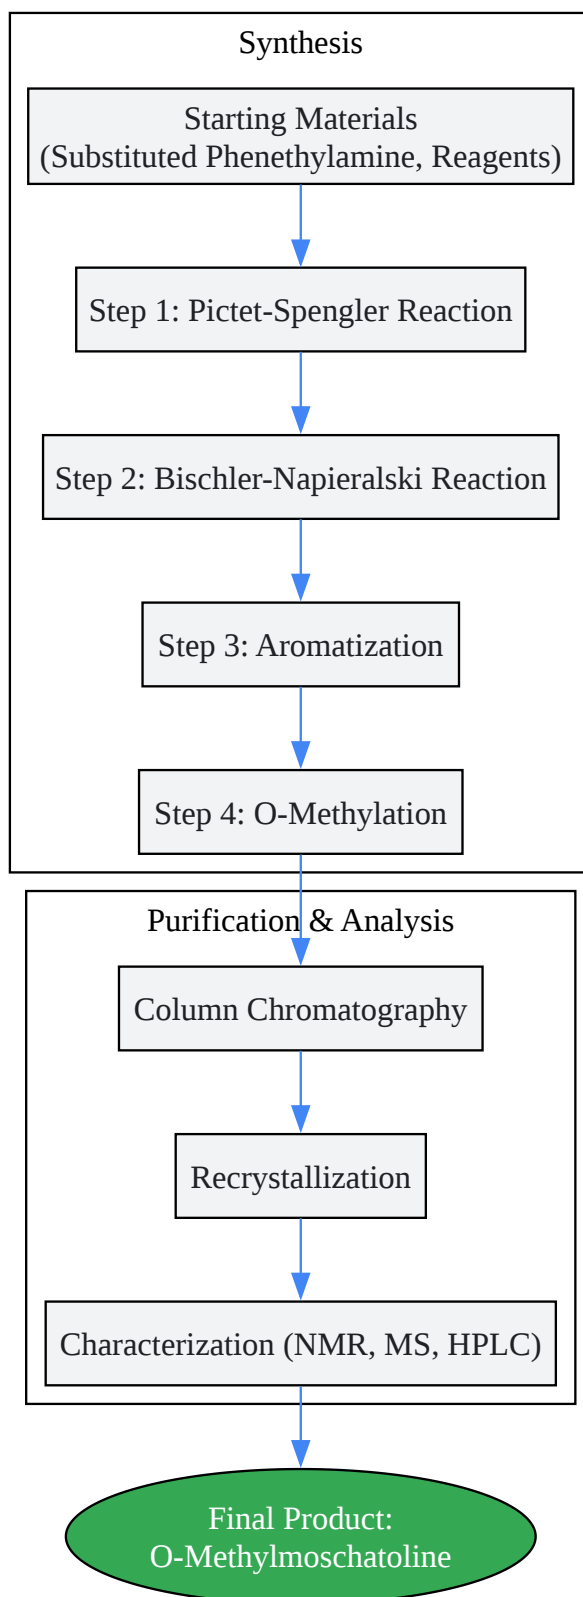 Synthesis
Starting Materials
(Substituted Phenethylamine, Reagents)
Step 1: Pictet-Spengler Reaction
Step 2: Bischler-Napieralski Reaction
Step 3: Aromatization
Step 4: O-Methylation
Purification & Analysis
Column Chromatography
Recrystallization
Characterization (NMR, MS, HPLC)
Final Product:
O-Methylmoschatoline